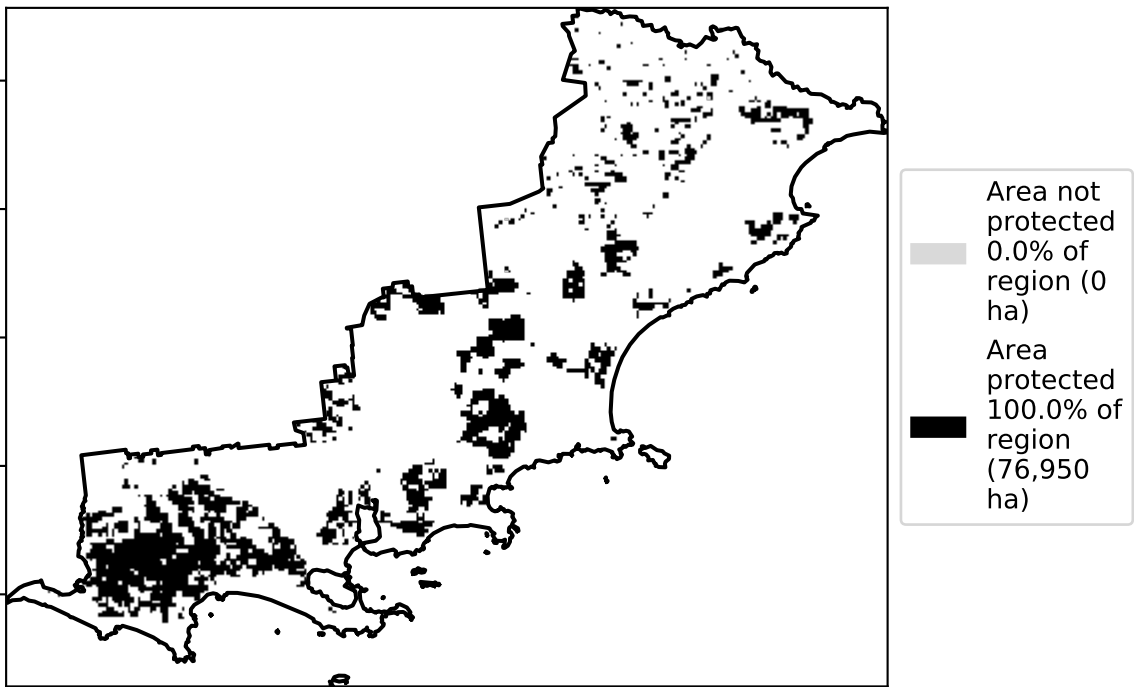 Area not
protected
0.0% of
region (0
ha)
Area
protected
100.0% of
region
(76,950
ha)